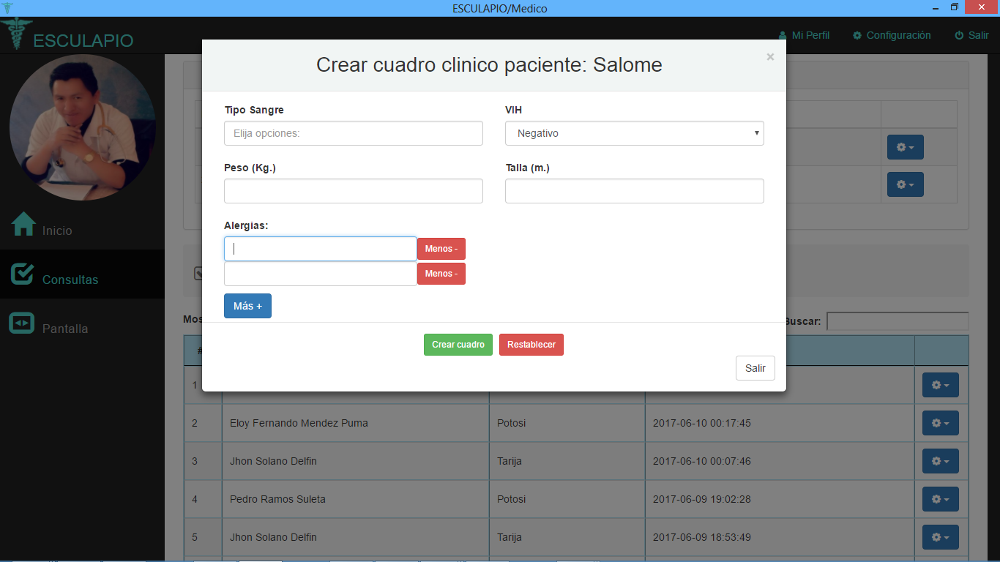 ESCULAPIO/Medico
ESCULAPIO
Mi Perfil
Configuración
Salir
Crear cuadro clinico paciente: Salome
×
Tipo Sangre
VIH
Elija opciones:
Negativo
Peso (Kg.)
Talla (m.)
Alergias:
Menos -
Menos -
Más +
Crear cuadro
Restablecer
Salir
Inicio
Consultas
Pantalla
Buscar:
#
1
2 Eloy Fernando Mendez Puma Potosi 2017-06-10 00:17:45
3 Jhon Solano Delfin Tarija 2017-06-10 00:07:46
4 Pedro Ramos Suleta Potosi 2017-06-09 19:02:28
5 Jhon Solano Delfin Tarija 2017-06-09 18:53:49